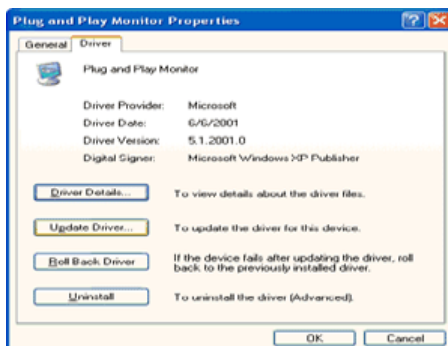 Plug and Play Monitor Properties
General Driver
Plug and Play Monitor
Driver Provider: Microsoft
Driver Date: 6/6/2001
Driver Version: 5.1.2001.0
Digital Signer: Microsoft Windows XP Publisher
Driver Details... To view details about the driver files.
Update Driver... To update the driver for this device.
Roll Back Driver If the device fails after updating the driver, roll
back to the previously installed driver.
Uninstall To uninstall the driver (Advanced).
OK Cancel